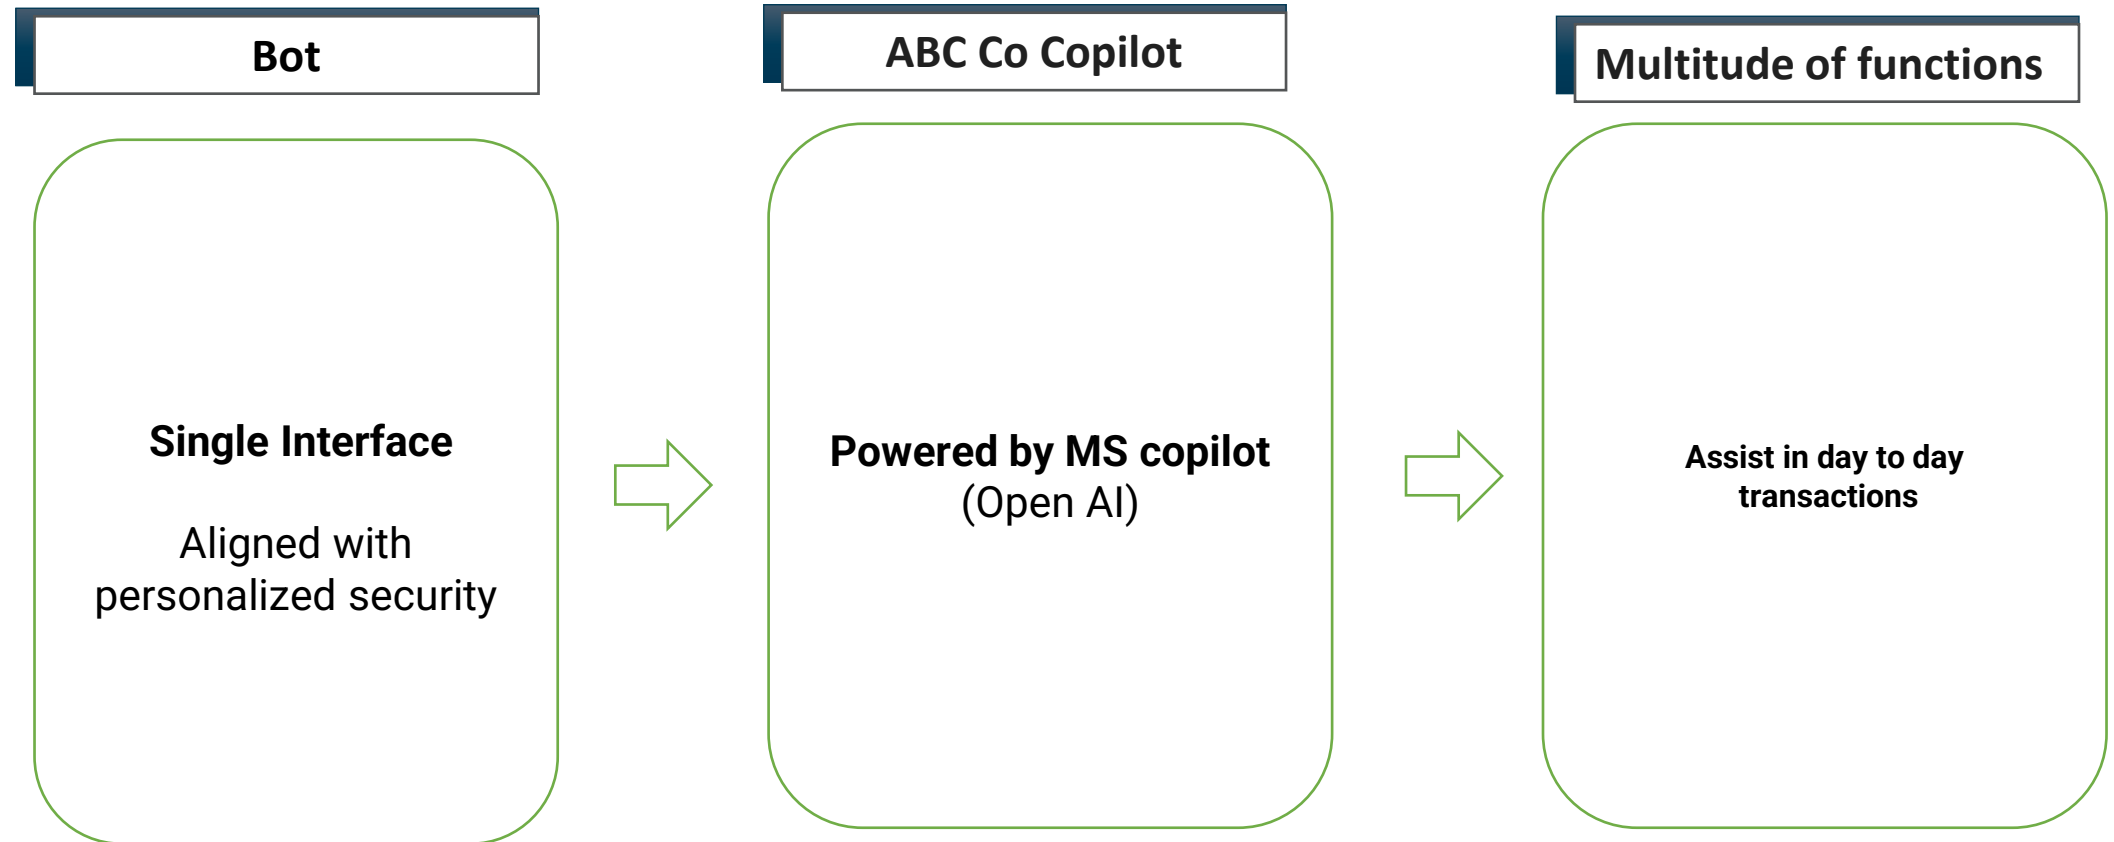 Bot
ABC Co Copilot
Multitude of functions
Single Interface
Aligned with
personalized security
Powered by MS copilot
(Open AI)
Assist in day to day
transactions